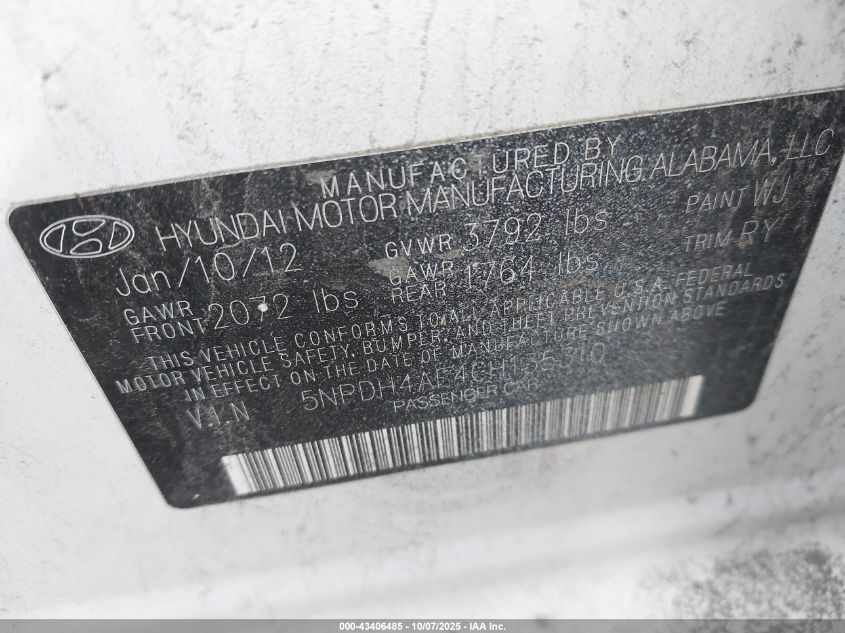 MANUFACTURED BY
HYUNDAI MOTOR MANUFACTURING ALABAMA, LLC
Jan/10/12 GVWR 3792 lbs PAINT WJ
GAWR FRONT 2072 lbs GAWR REAR 1764 lbs TRIM RY
THIS VEHICLE CONFORMS TO ALL APPLICABLE U.S.A. FEDERAL
MOTOR VEHICLE SAFETY, BUMPER, AND THEFT PREVENTION STANDARDS
IN EFFECT ON THE DATE OF MANUFACTURE SHOWN ABOVE
V.I.N 5NPDH4AE4CH135310
PASSENGER CAR
000-43406485 - 10/07/2025 - IAA Inc.